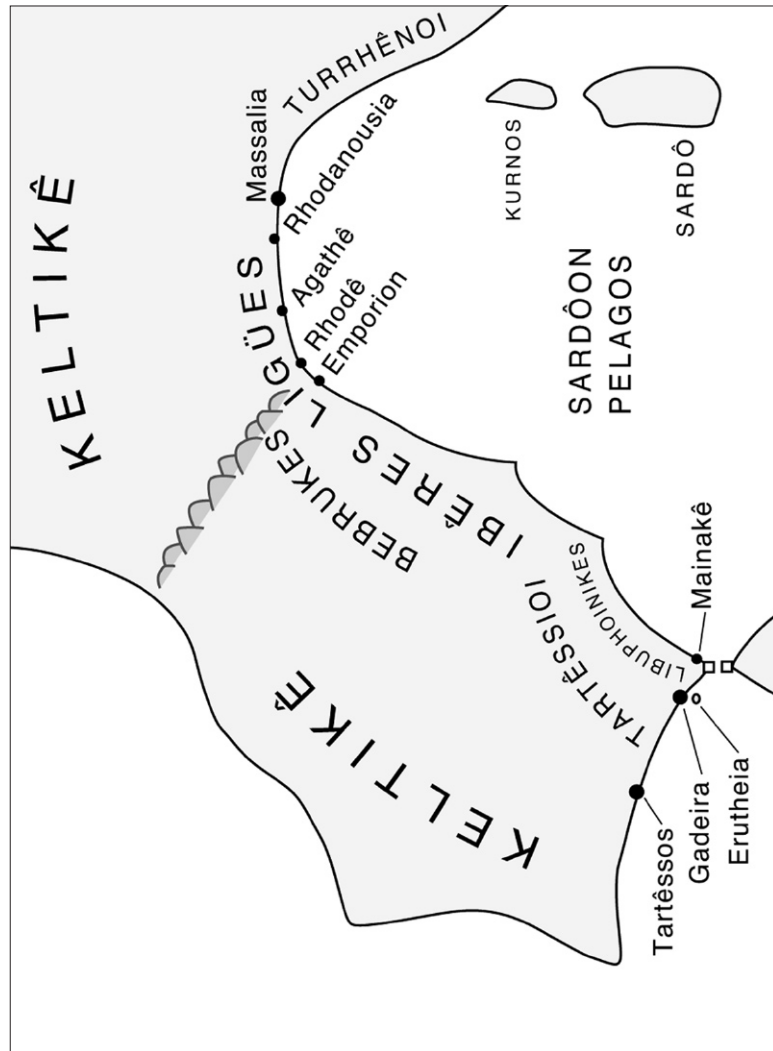 KELTIKÊ
TURRHÊNOI
Massalia
Rhodanousia
Agathê
Rhodê
Emporion
LIGÜES
KURNOS
SARDÔ
SARDÔON
PELAGOS
BEBRUKES
IBÊRES
KELTIKÊ
TARTÊSSIOI
LIBUPHOINIKES
Mainakê
Tartêssos
Gadeira
Erutheia